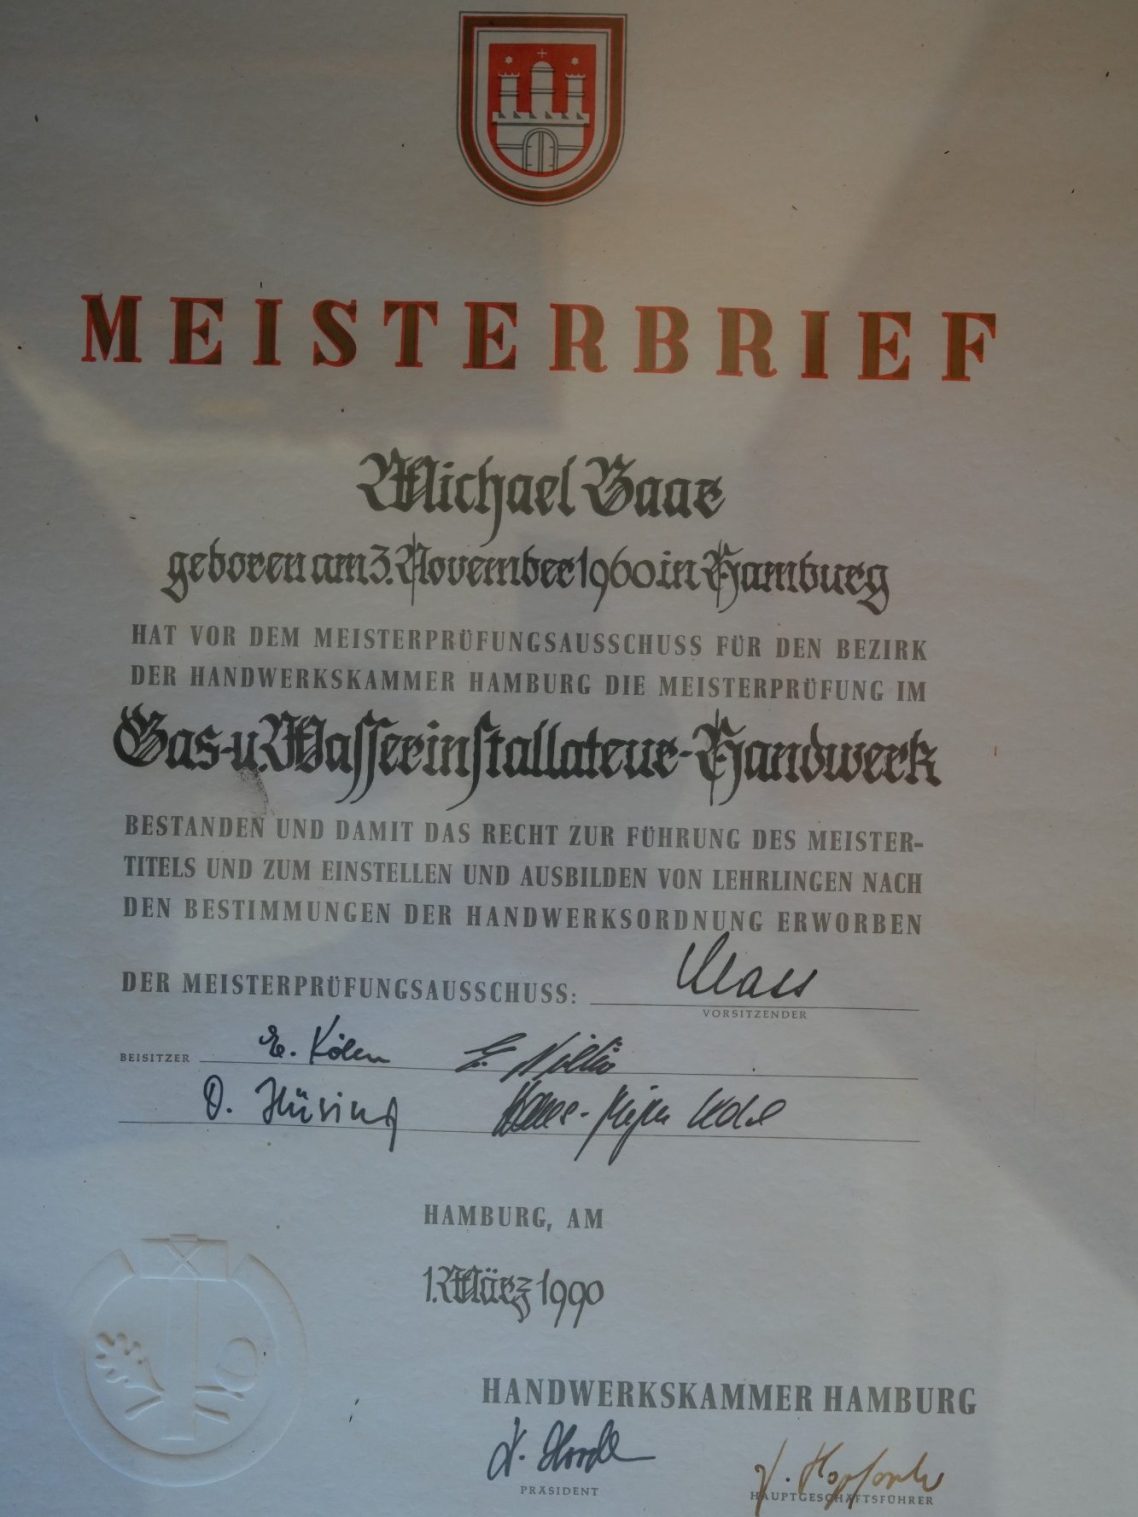 MEISTERBRIEF
Michael Baar
geboren am 3. November 1960 in Hamburg
HAT VOR DEM MEISTERPRÜFUNGSAUSSCHUSS FÜR DEN BEZIRK
DER HANDWERKSKAMMER HAMBURG DIE MEISTERPRÜFUNG IM
Gas-u. Wasserinstallateur-Handwerk
BESTANDEN UND DAMIT DAS RECHT ZUR FÜHRUNG DES MEISTER-
TITELS UND ZUM EINSTELLEN UND AUSBILDEN VON LEHRLINGEN NACH
DEN BESTIMMUNGEN DER HANDWERKSORDNUNG ERWORBEN
DER MEISTERPRÜFUNGSAUSSCHUSS:
VORSITZENDER
BEISITZER
HAMBURG, AM
1. März 1990
HANDWERKSKAMMER HAMBURG
PRÄSIDENT
HAUPTGESCHÄFTSFÜHRER